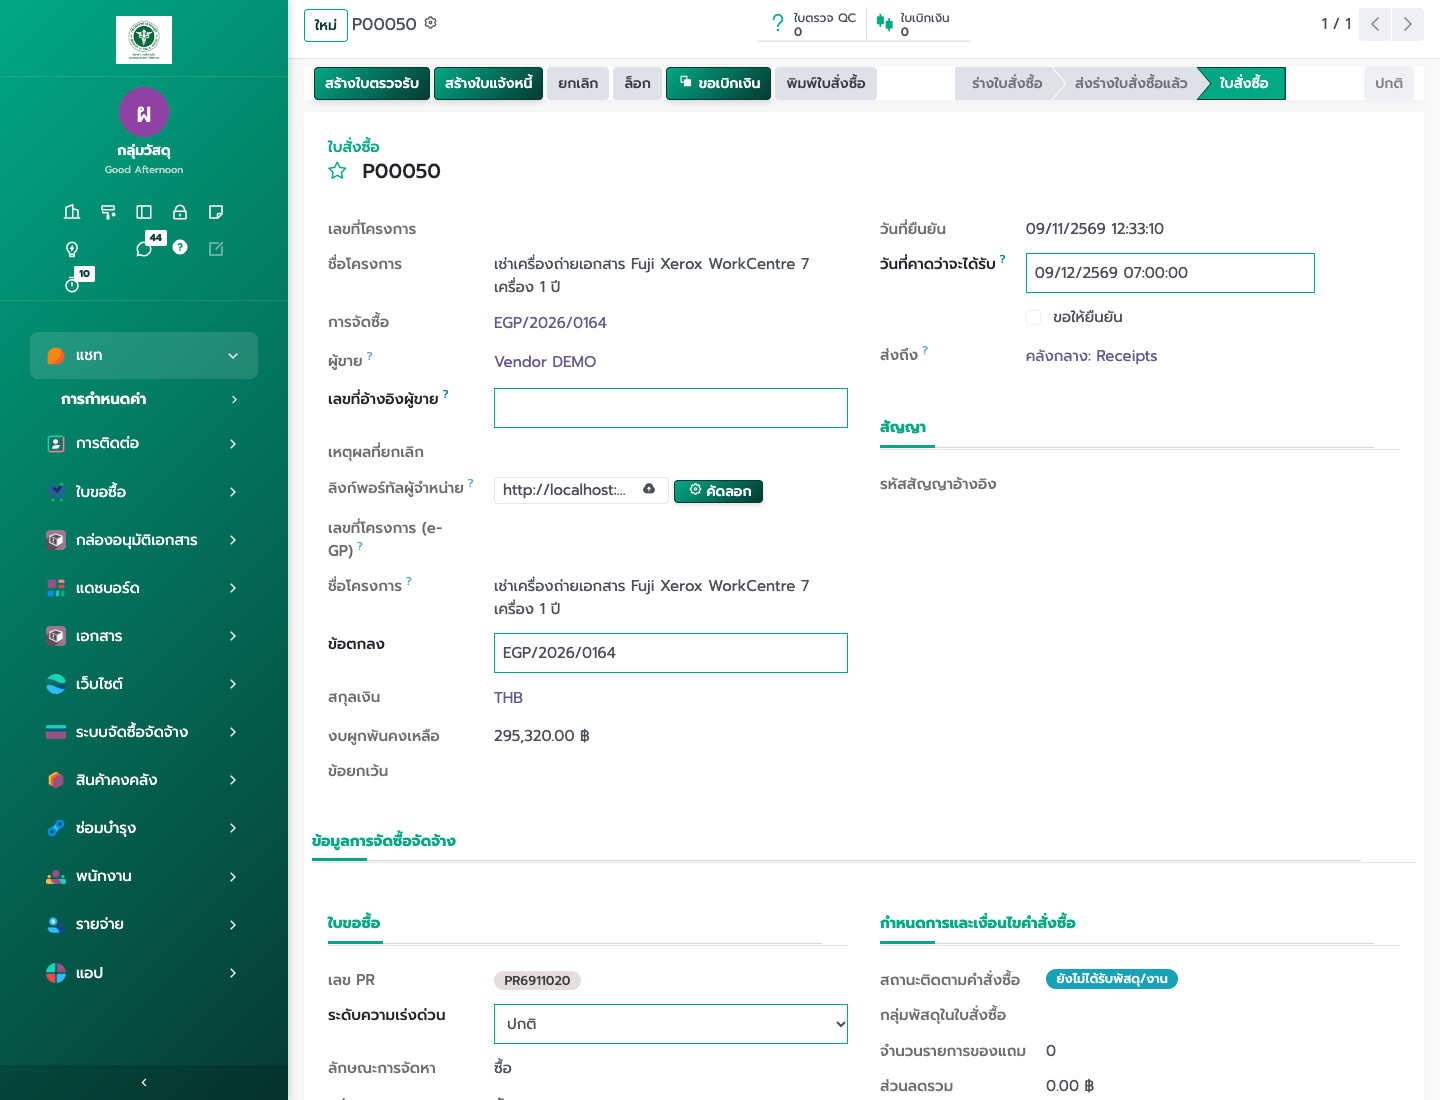 ผ
กลุ่มวัสดุ
Good Afternoon
44
?
10
แชท
การกำหนดค่า
การติดต่อ
ใบขอซื้อ
กล่องอนุมัติเอกสาร
แดชบอร์ด
เอกสาร
เว็บไซต์
ระบบจัดซื้อจัดจ้าง
สินค้าคงคลัง
ซ่อมบำรุง
พนักงาน
รายจ่าย
แอป
ใหม่ P00050
? ใบตรวจ QC
0
ใบเบิกเงิน
0
1 / 1
สร้างใบตรวจรับ สร้างใบแจ้งหนี้ ยกเลิก ล็อก ขอเบิกเงิน พิมพ์ใบสั่งซื้อ
ร่างใบสั่งซื้อ ส่งร่างใบสั่งซื้อแล้ว ใบสั่งซื้อ
ปกติ
ใบสั่งซื้อ
P00050
เลขที่โครงการ
ชื่อโครงการ เช่าเครื่องถ่ายเอกสาร Fuji Xerox WorkCentre 7
เครื่อง 1 ปี
การจัดซื้อ EGP/2026/0164
ผู้ขาย ? Vendor DEMO
เลขที่อ้างอิงผู้ขาย ?
เหตุผลที่ยกเลิก
ลิงก์พอร์ทัลผู้จำหน่าย ? http://localhost:... คัดลอก
เลขที่โครงการ (e-
GP) ?
ชื่อโครงการ ? เช่าเครื่องถ่ายเอกสาร Fuji Xerox WorkCentre 7
เครื่อง 1 ปี
ข้อตกลง EGP/2026/0164
สกุลเงิน THB
งบผูกพันคงเหลือ 295,320.00 ฿
ข้อยกเว้น
วันที่ยืนยัน 09/11/2569 12:33:10
วันที่คาดว่าจะได้รับ ? 09/12/2569 07:00:00
ขอให้ยืนยัน
ส่งถึง ? คลังกลาง: Receipts
สัญญา
รหัสสัญญาอ้างอิง
ข้อมูลการจัดซื้อจัดจ้าง
ใบขอซื้อ
เลข PR PR6911020
ระดับความเร่งด่วน ปกติ
ลักษณะการจัดหา ซื้อ
กำหนดการและเงื่อนไขคำสั่งซื้อ
สถานะติดตามคำสั่งซื้อ ยังไม่ได้รับพัสดุ/งาน
กลุ่มพัสดุในใบสั่งซื้อ
จำนวนรายการของแถม 0
ส่วนลดรวม 0.00 ฿